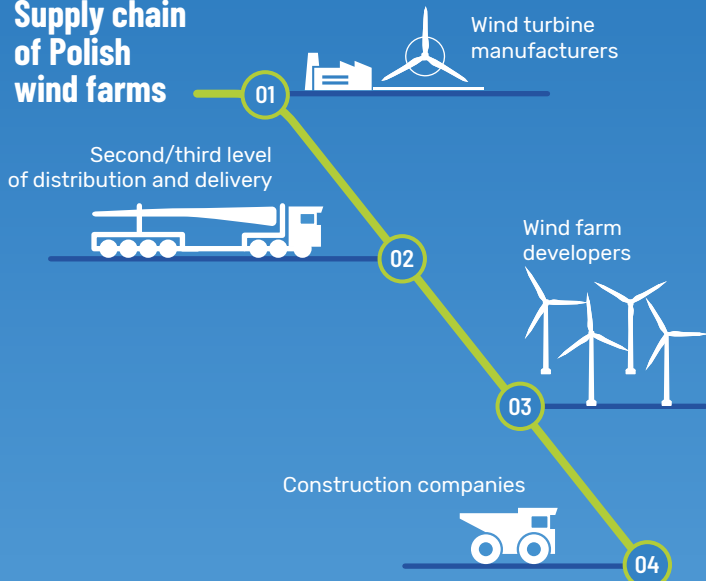 Supply chain
of Polish
wind farms
01
Wind turbine
manufacturers
Second/third level
of distribution and delivery
02
Wind farm
developers
03
Construction companies
04